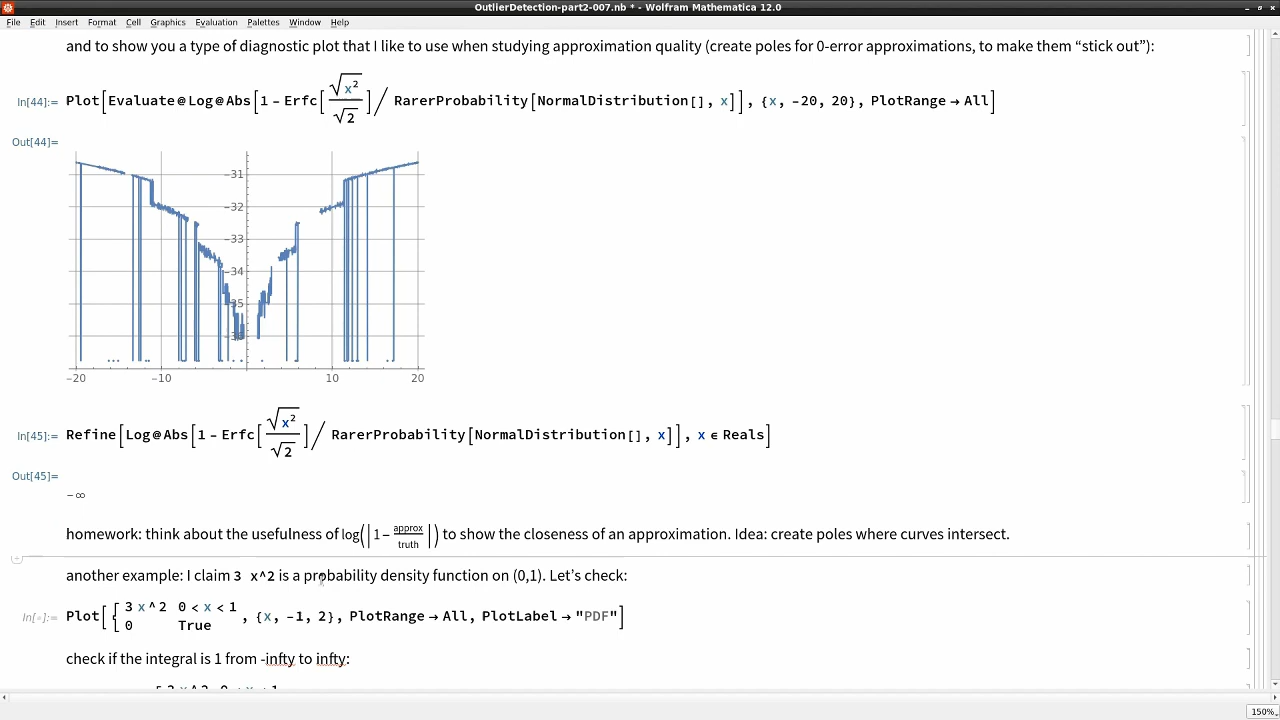 OutlierDetection-part2-007.nb * - Wolfram Mathematica 12.0
File Edit Insert Format Cell Graphics Evaluation Palettes Window Help
and to show you a type of diagnostic plot that I like to use when studying approximation quality (create poles for 0-error approximations, to make them “stick out”):
In[44]:= Plot[Evaluate@Log@Abs[1 - Erfc[√x^2/√2] / RarerProbability[NormalDistribution[], x]], {x, -20, 20}, PlotRange → All]
Out[44]=
-31
-32
-33
-34
-35
-20 -10 10 20
In[45]:= Refine[Log@Abs[1 - Erfc[√x^2/√2] / RarerProbability[NormalDistribution[], x]], x ∈ Reals]
Out[45]=
-∞
homework: think about the usefulness of log(|1- approx/truth |) to show the closeness of an approximation. Idea: create poles where curves intersect.
another example: I claim 3 x^2 is a probability density function on (0,1). Let’s check:
In[∘]:= Plot[{ 3 x^2 0 < x < 1
0 True , {x, -1, 2}, PlotRange → All, PlotLabel → "PDF"]
check if the integral is 1 from -infty to infty:
150%